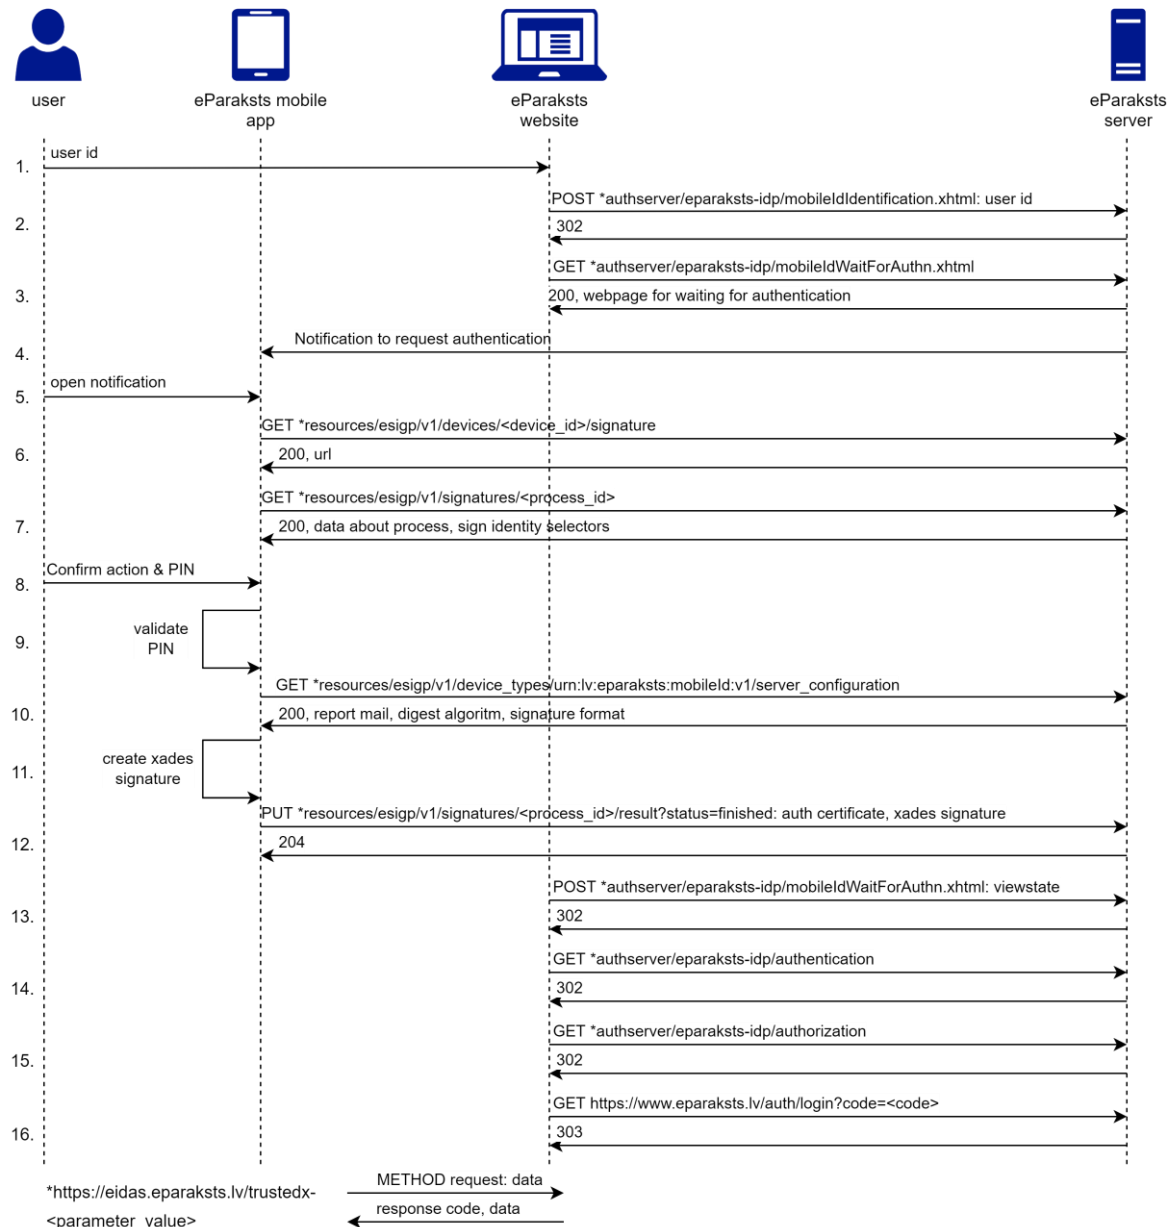 user
eParaksts mobile
app
eParaksts
website
eParaksts
server
1.
user id
2.
POST *authserver/eparaksts-idp/mobileIdIdentification.xhtml: user id
302
3.
GET *authserver/eparaksts-idp/mobileIdWaitForAuthn.xhtml
200, webpage for waiting for authentication
4.
Notification to request authentication
5.
open notification
6.
GET *resources/esigp/v1/devices/<device_id>/signature
200, url
7.
GET *resources/esigp/v1/signatures/<process_id>
200, data about process, sign identity selectors
8.
Confirm action & PIN
9.
validate
PIN
10.
GET *resources/esigp/v1/device_types/urn:lv:eparaksts:mobileId:v1/server_configuration
200, report mail, digest algoritm, signature format
11.
create xades
signature
12.
PUT *resources/esigp/v1/signatures/<process_id>/result?status=finished: auth certificate, xades signature
204
13.
POST *authserver/eparaksts-idp/mobileIdWaitForAuthn.xhtml: viewstate
302
14.
GET *authserver/eparaksts-idp/authentication
302
15.
GET *authserver/eparaksts-idp/authorization
302
16.
GET https://www.eparaksts.lv/auth/login?code=<code>
303
*https://eidas.eparaksts.lv/trustedx-
<parameter_value>
METHOD request: data
response code, data